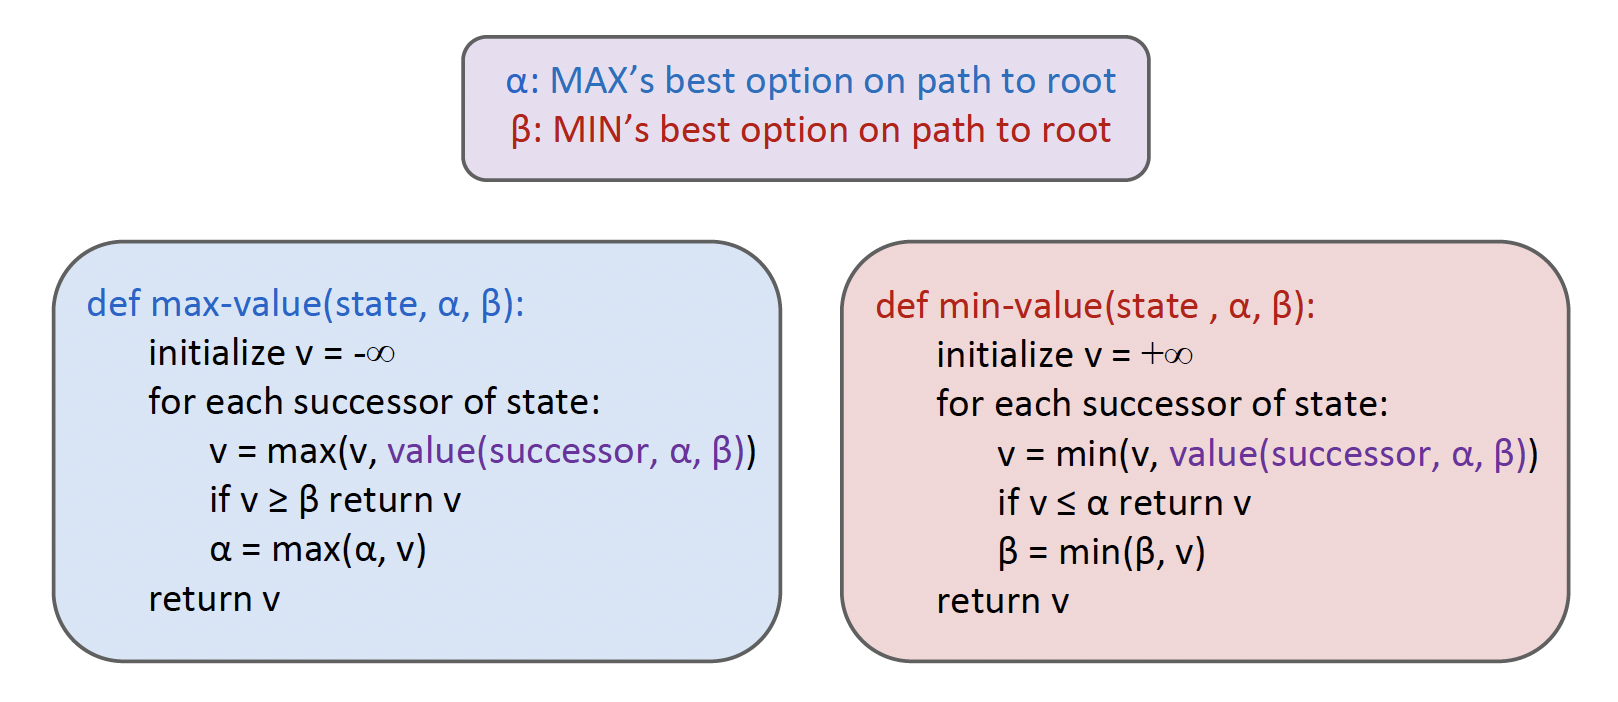 α: MAX’s best option on path to root
β: MIN’s best option on path to root
def max-value(state, α, β):
initialize v = -∞
for each successor of state:
v = max(v, value(successor, α, β))
if v ≥ β return v
α = max(α, v)
return v
def min-value(state , α, β):
initialize v = +∞
for each successor of state:
v = min(v, value(successor, α, β))
if v ≤ α return v
β = min(β, v)
return v